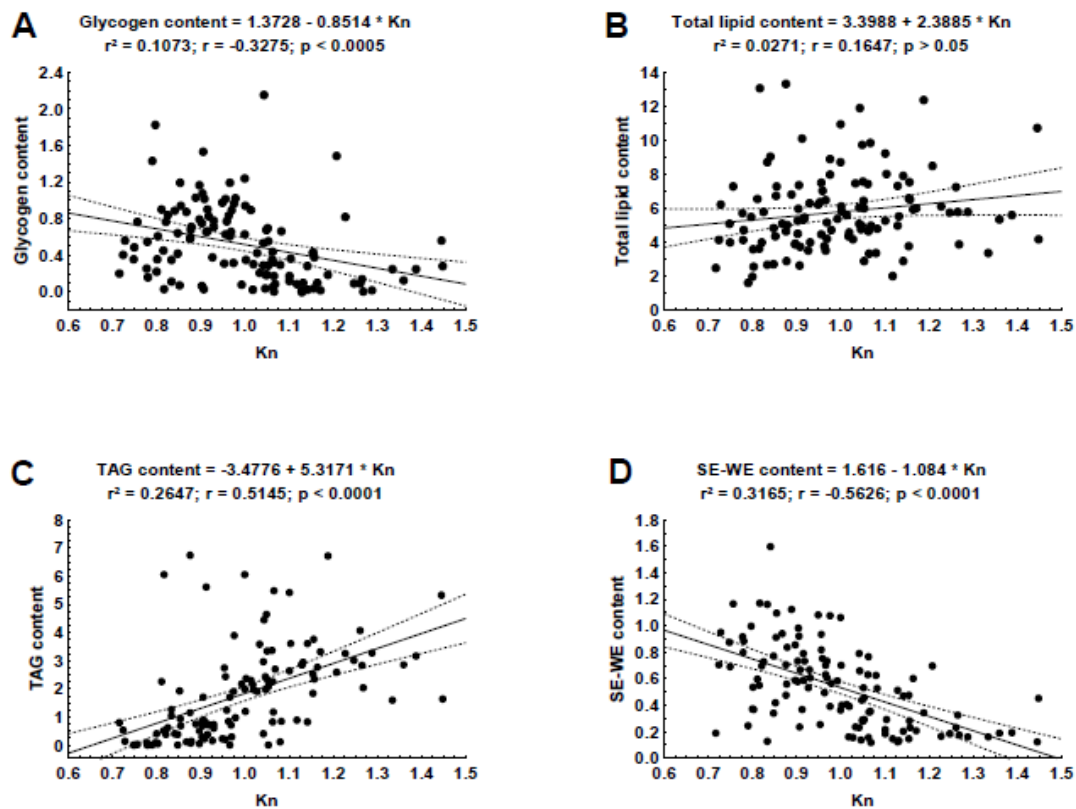 A
Glycogen content = 1.3728 - 0.8514 * Kn
r² = 0.1073; r = -0.3275; p < 0.0005
2.4
2.0
1.6
1.2
0.8
0.4
0.0
Glycogen content
0.6 0.7 0.8 0.9 1.0 1.1 1.2 1.3 1.4 1.5
Kn
B
Total lipid content = 3.3988 + 2.3885 * Kn
r² = 0.0271; r = 0.1647; p > 0.05
14
12
10
8
6
4
2
0
Total lipid content
0.6 0.7 0.8 0.9 1.0 1.1 1.2 1.3 1.4 1.5
Kn
C
TAG content = -3.4776 + 5.3171 * Kn
r² = 0.2647; r = 0.5145; p < 0.0001
8
7
6
5
4
3
2
1
0
TAG content
0.6 0.7 0.8 0.9 1.0 1.1 1.2 1.3 1.4 1.5
Kn
D
SE-WE content = 1.616 - 1.084 * Kn
r² = 0.3165; r = -0.5626; p < 0.0001
1.8
1.6
1.4
1.2
1.0
0.8
0.6
0.4
0.2
0.0
SE-WE content
0.6 0.7 0.8 0.9 1.0 1.1 1.2 1.3 1.4 1.5
Kn